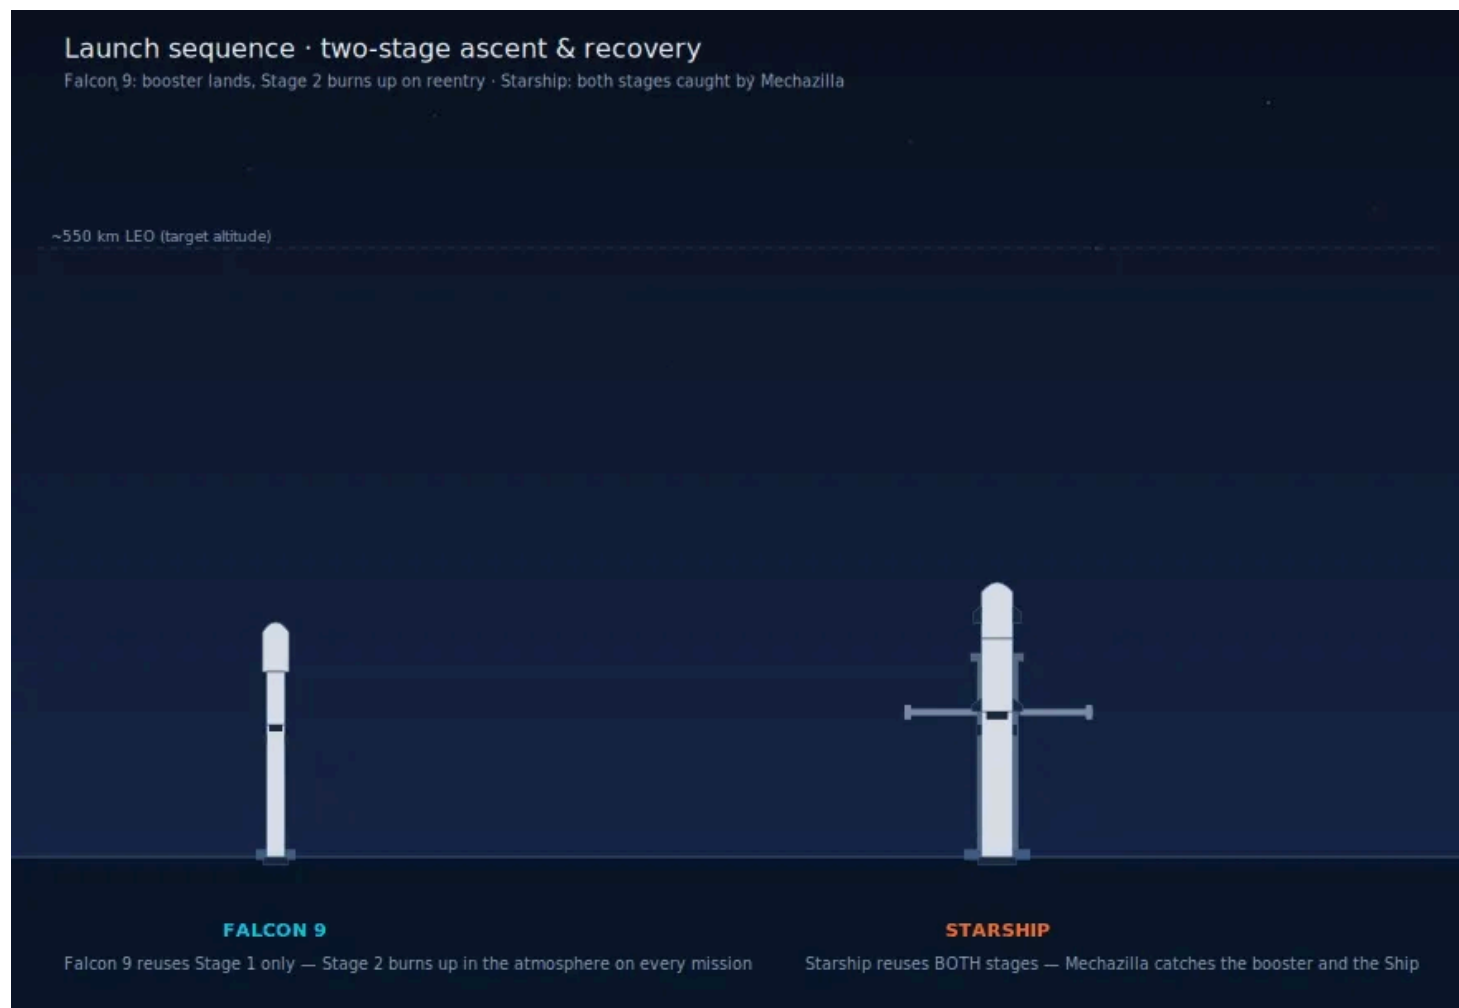 Launch sequence · two-stage ascent & recovery
Falcon 9: booster lands, Stage 2 burns up on reentry · Starship: both stages caught by Mechazilla
~550 km LEO (target altitude)
FALCON 9
Falcon 9 reuses Stage 1 only — Stage 2 burns up in the atmosphere on every mission
STARSHIP
Starship reuses BOTH stages — Mechazilla catches the booster and the Ship